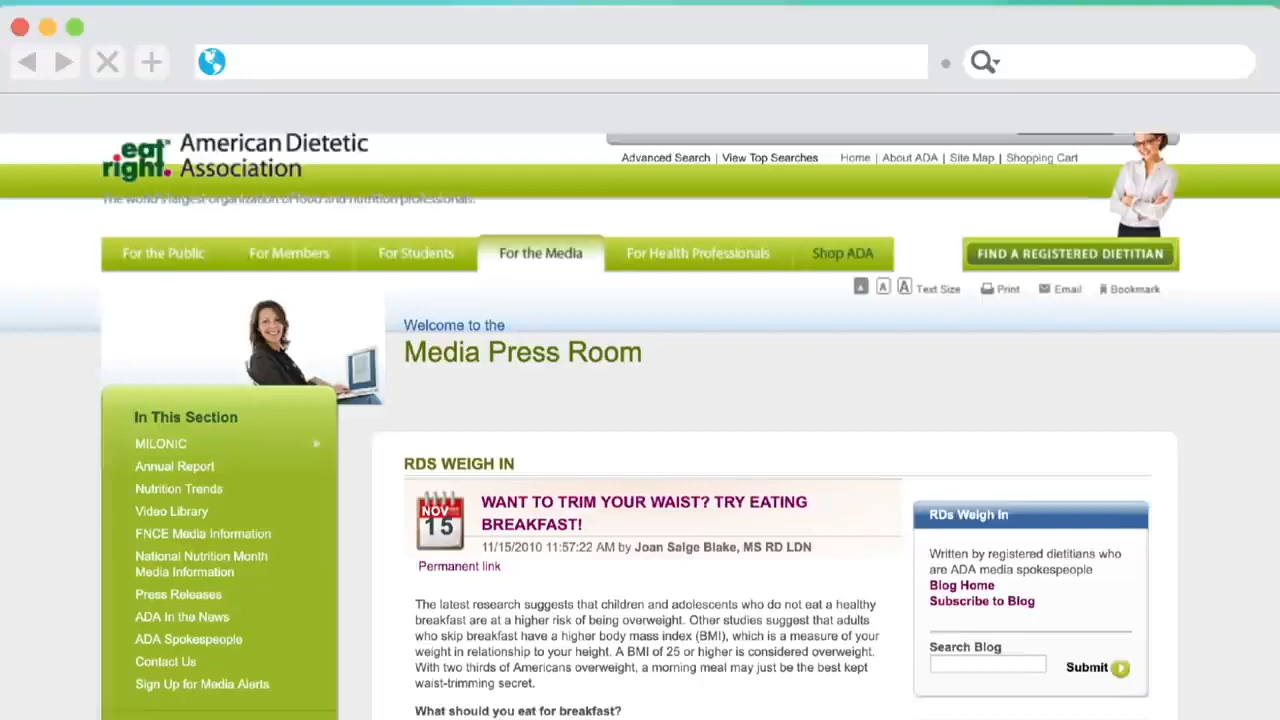 eat right.
American Dietetic Association
Advanced Search | View Top Searches
Home | About ADA | Site Map | Shopping Cart
The world's largest organization of food and nutrition professionals.
For the Public
For Members
For Students
For the Media
For Health Professionals
Shop ADA
FIND A REGISTERED DIETITIAN
A A A Text Size
Print
Email
Bookmark
Welcome to the
Media Press Room
In This Section
MILONIC
Annual Report
Nutrition Trends
Video Library
FNCE Media Information
National Nutrition Month
Media Information
Press Releases
ADA In the News
ADA Spokespeople
Contact Us
Sign Up for Media Alerts
RDS WEIGH IN
NOV
15
WANT TO TRIM YOUR WAIST? TRY EATING
BREAKFAST!
11/15/2010 11:57:22 AM by Joan Salge Blake, MS RD LDN
Permanent link
The latest research suggests that children and adolescents who do not eat a healthy
breakfast are at a higher risk of being overweight. Other studies suggest that adults
who skip breakfast have a higher body mass index (BMI), which is a measure of your
weight in relationship to your height. A BMI of 25 or higher is considered overweight.
With two thirds of Americans overweight, a morning meal may just be the best kept
waist-trimming secret.
What should you eat for breakfast?
RDs Weigh In
Written by registered dietitians who
are ADA media spokespeople
Blog Home
Subscribe to Blog
Search Blog
Submit